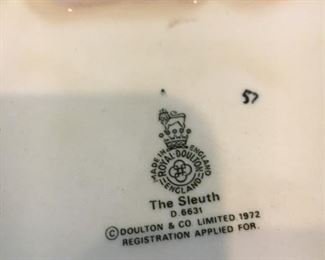 57
MADE IN ENGLAND
ROYAL DOULTON
ENGLAND
The Sleuth
D.6631
© DOULTON & CO. LIMITED 1972
REGISTRATION APPLIED FOR.